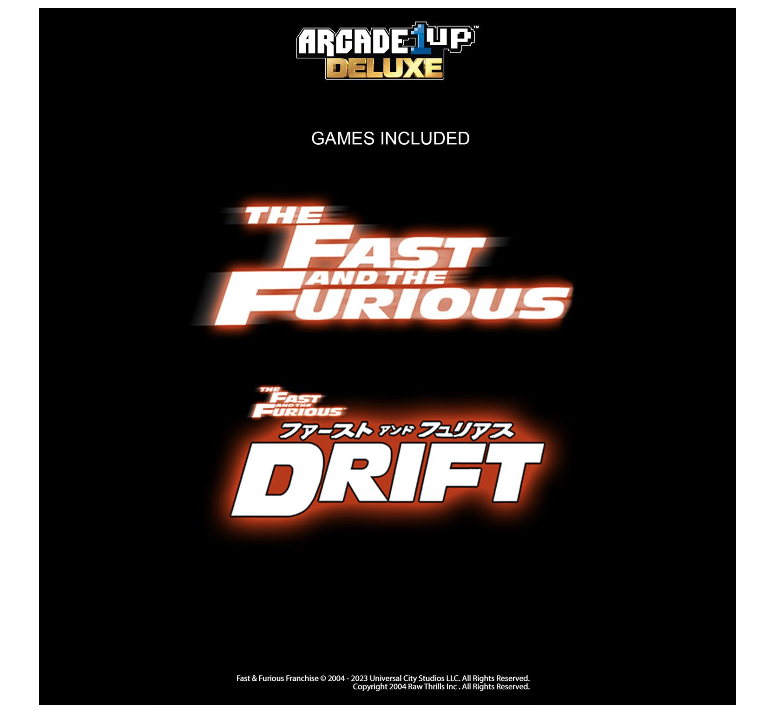 ARCADE1UP™
DELUXE
GAMES INCLUDED
THE
FAST
AND THE
FURIOUS
THE
FAST
AND THE
FURIOUS
ファースト アンド フュリアス
DRIFT
Fast & Furious Franchise © 2004 - 2023 Universal City Studios LLC. All Rights Reserved.
Copyright 2004 Raw Thrills Inc . All Rights Reserved.